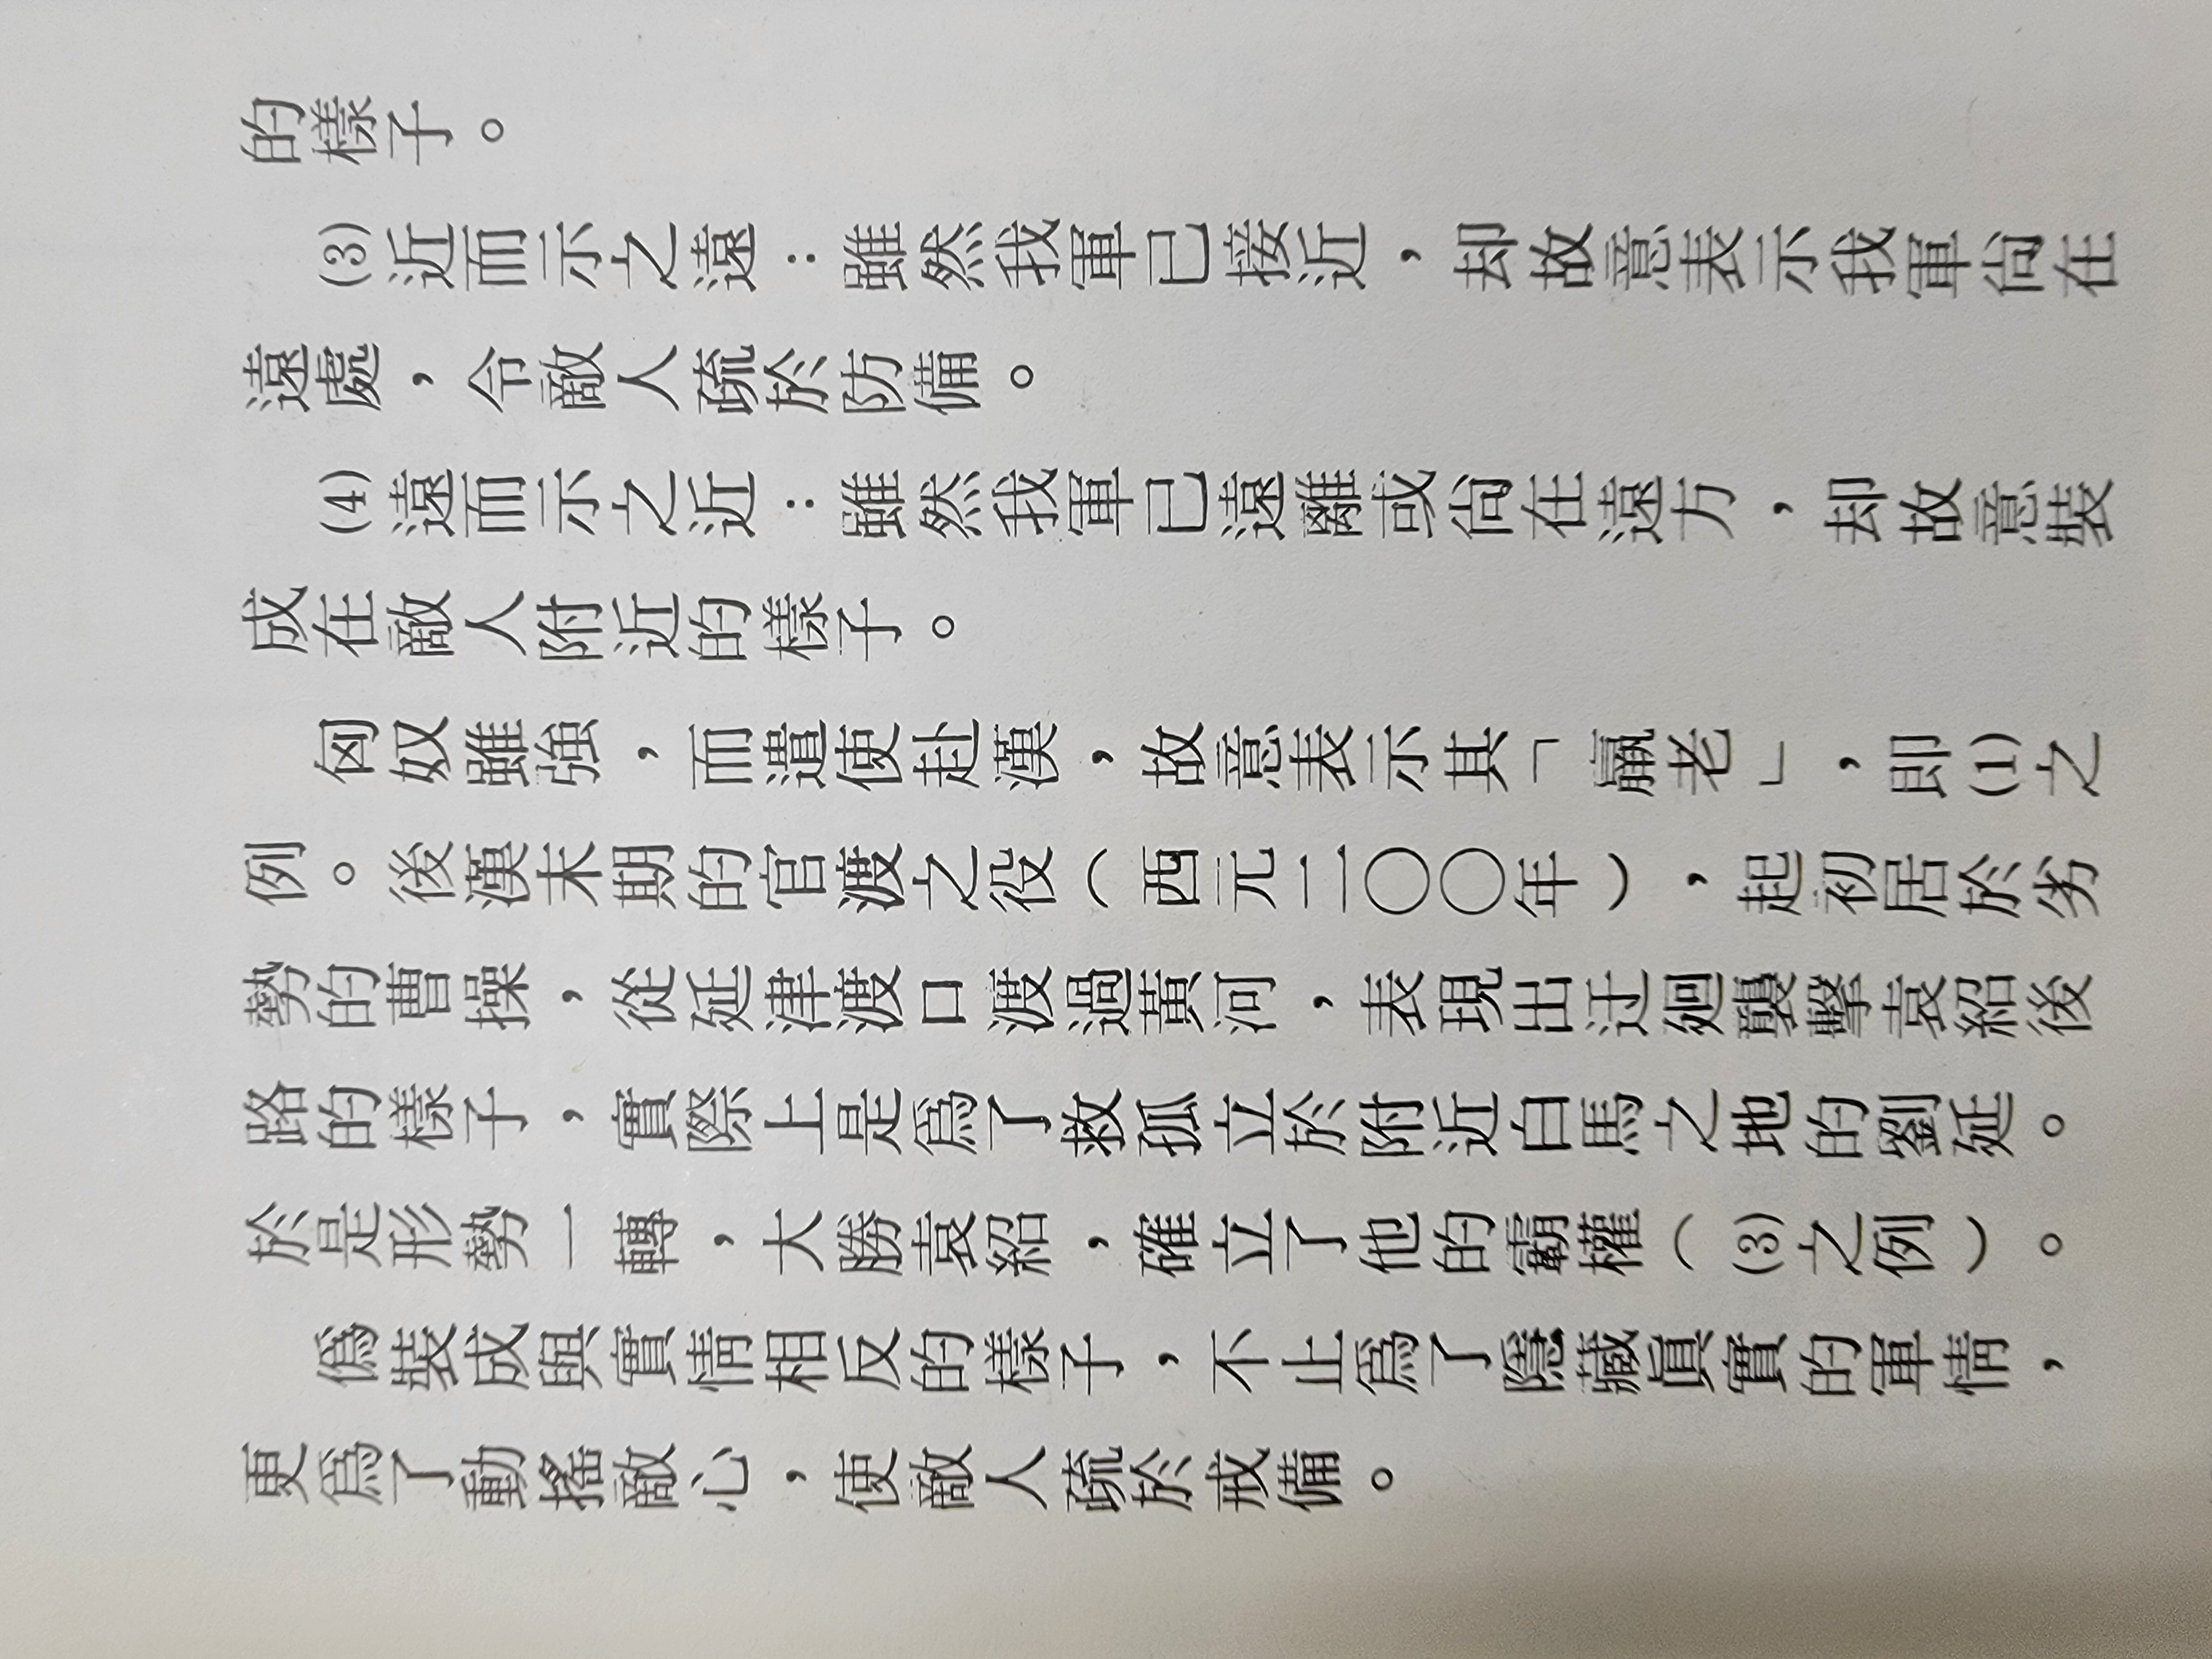 的樣子。
⑶近而示之遠：雖然我軍已接近，却故意表示我軍尙在
遠處，令敵人疏於防備。
⑷遠而示之近：雖然我軍已遠離或尙在遠方，却故意裝
成在敵人附近的樣子。
匈奴雖強，而遣使赴漢，故意表示其「羸老」，即⑴之
例。後漢末期的官渡之役（西元二〇〇年），起初居於劣
勢的曹操，從延津渡口渡過黃河，表現出迂廻襲擊袁紹後
路的樣子，實際上是爲了救孤立於附近白馬之地的劉延。
於是形勢一轉，大勝袁紹，確立了他的霸權（⑶之例）。
僞裝成與實情相反的樣子，不止爲了隱藏眞實的軍情，
更爲了動搖敵心，使敵人疏於戒備。